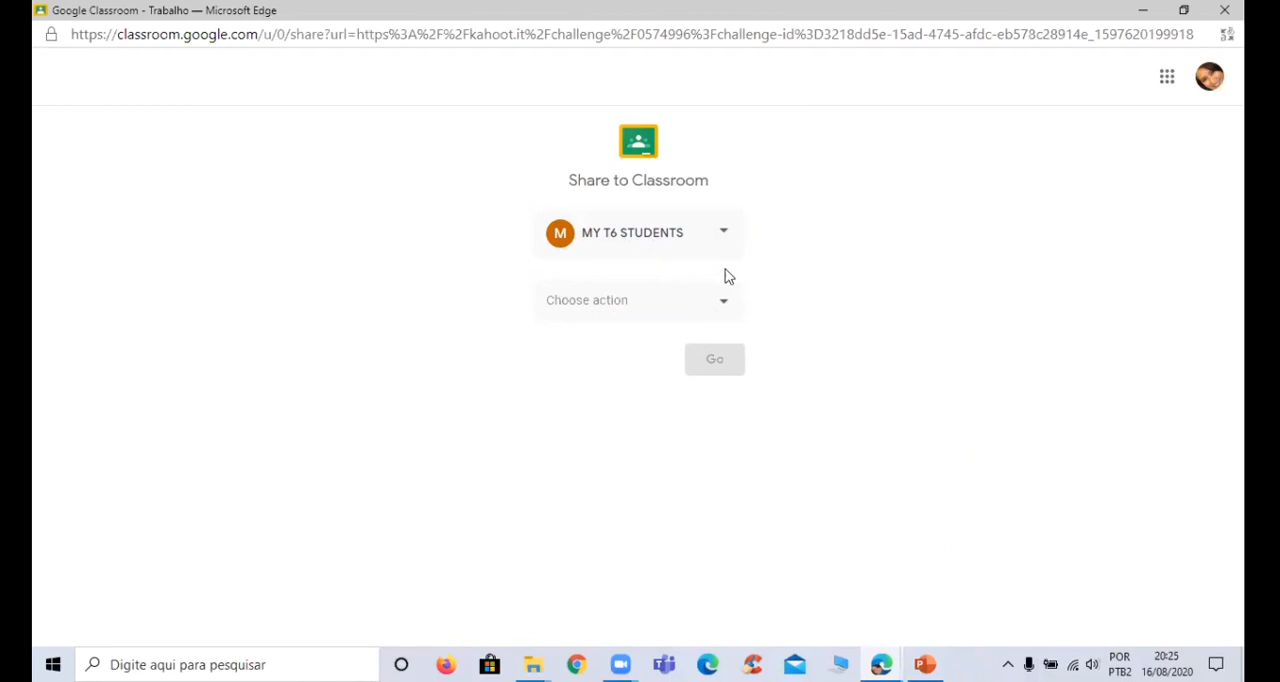 Google Classroom - Trabalho — Microsoft Edge
https://classroom.google.com/u/0/share?url=https%3A%2F%2Fkahoot.it%2Fchallenge%2F0574996%3Fchallenge-id%3D3218dd5e-15ad-4745-afdc-eb578c28914e_1597620199918
Share to Classroom
M MY T6 STUDENTS
Choose action
Go
Digite aqui para pesquisar
POR
PTB2
20:25
16/08/2020